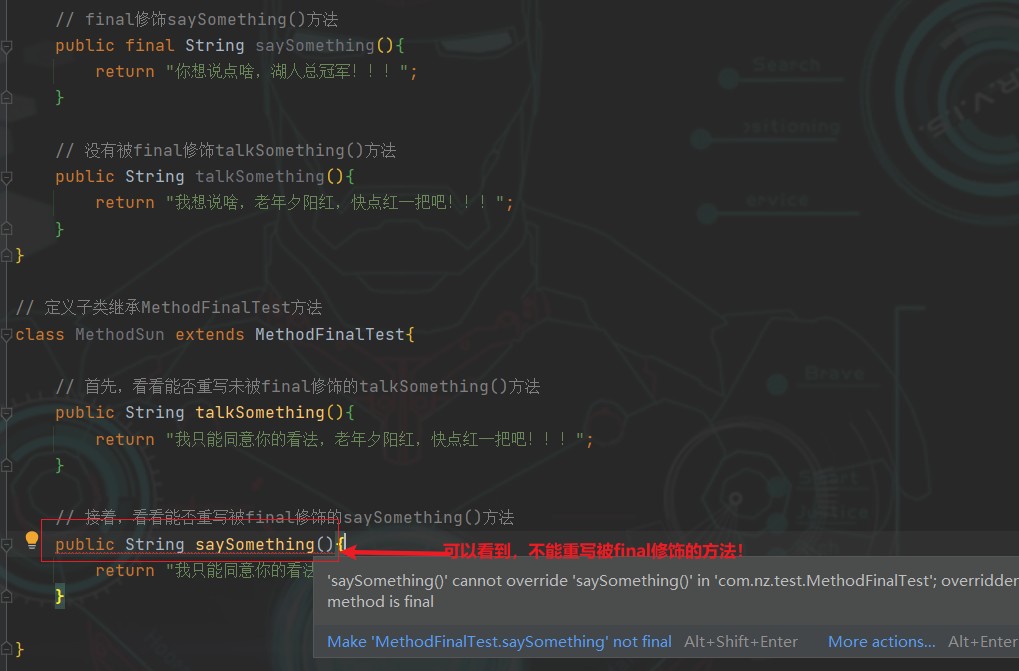 // final修饰saySomething()方法
public final String saySomething(){
return "你想说点啥，湖人总冠军！！！";
}
// 没有被final修饰talkSomething()方法
public String talkSomething(){
return "我想说啥，老年夕阳红，快点红一把吧！！！";
}
}
// 定义子类继承MethodFinalTest方法
class MethodSun extends MethodFinalTest{
// 首先，看看能否重写未被final修饰的talkSomething()方法
public String talkSomething(){
return "我只能同意你的看法，老年夕阳红，快点红一把吧！！！";
}
// 接着，看看能否重写被final修饰的saySomething()方法
public String saySomething(){
可以看到，不能重写被final修饰的方法！
return "我只能同意你的看法
'saySomething()' cannot override 'saySomething()' in 'com.nz.test.MethodFinalTest'; overridden
method is final
}
Make 'MethodFinalTest.saySomething' not final Alt+Shift+Enter More actions... Alt+Enter
}
Search
ositioning
ervice
Brave